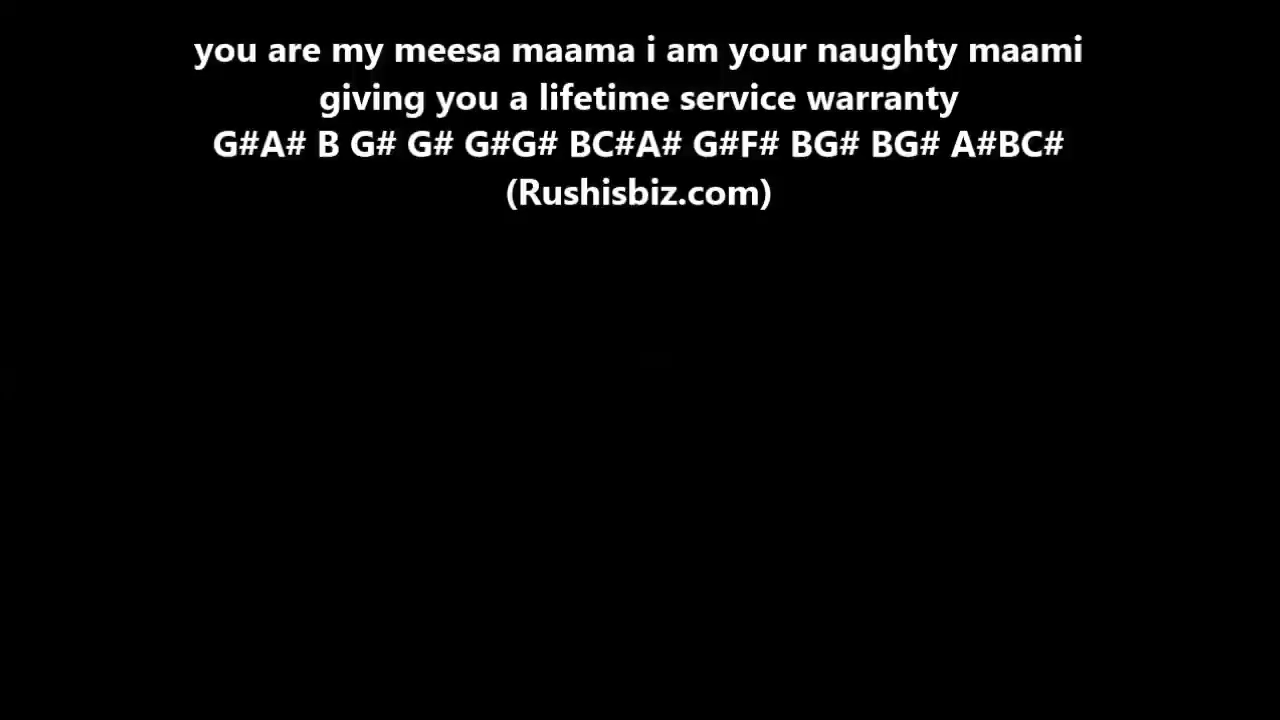 you are my meesa maama i am your naughty maami
giving you a lifetime service warranty
G#A# B G# G# G#G# BC#A# G#F# BG# BG# A#BC#
(Rushisbiz.com)